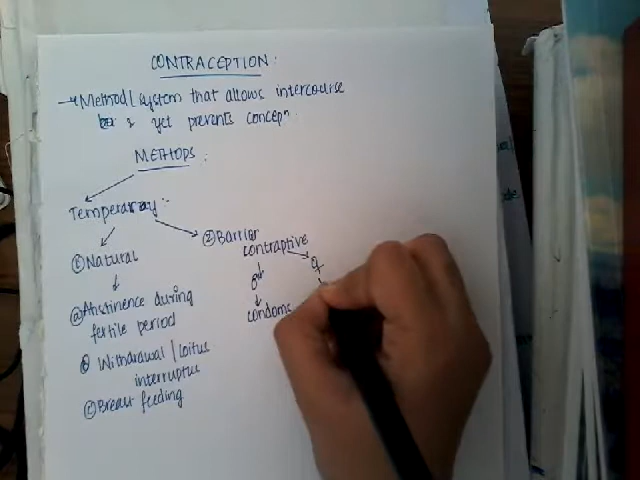 CONTRACEPTION:
→ Method/system that allows intercourse
& yet prevents concepn.
METHODS:
Temperaray:-
① Natural
② Barrier
contraptive
♂
♀
condoms
ⓐ Abstinence during
fertile period
ⓑ Withdrawal / Coitus
interruptus
ⓒ Breast feeding